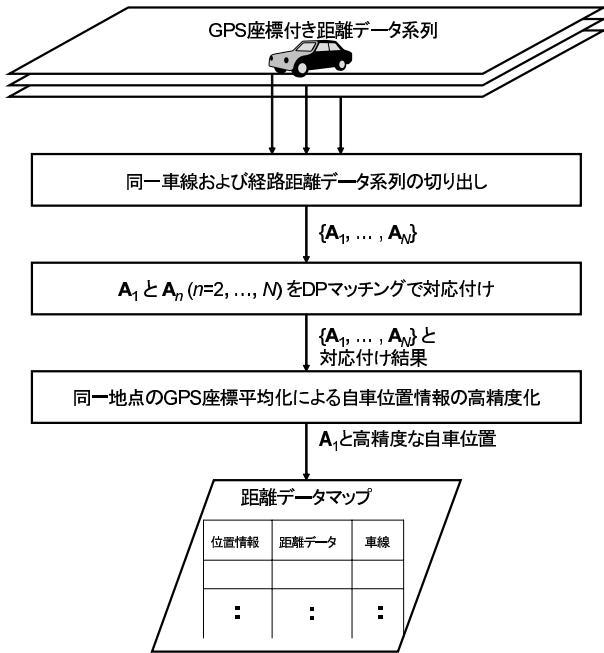 GPS座標付き距離データ系列
同一車線および経路距離データ系列の切り出し
{A1, … , AN}
A1 と An (n=2, …, N) をDPマッチングで対応付け
{A1, … , AN} と
対応付け結果
同一地点のGPS座標平均化による自車位置情報の高精度化
A1と高精度な自車位置
距離データマップ
位置情報 距離データ 車線
: : :